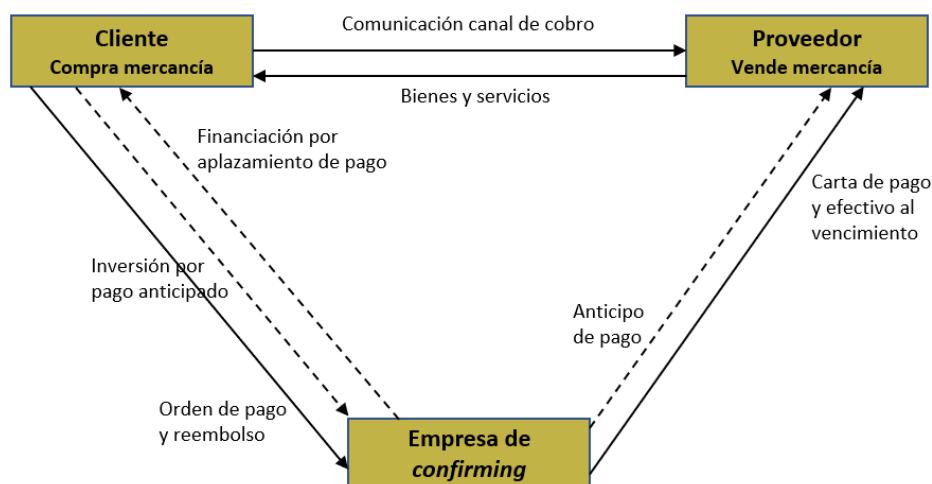 Cliente
Compra mercancía
Comunicación canal de cobro
Proveedor
Vende mercancía
Bienes y servicios
Financiación por
aplazamiento de pago
Carta de pago
y efectivo al
vencimiento
Inversión por
pago anticipado
Anticipo
de pago
Orden de pago
y reembolso
Empresa de
confirming